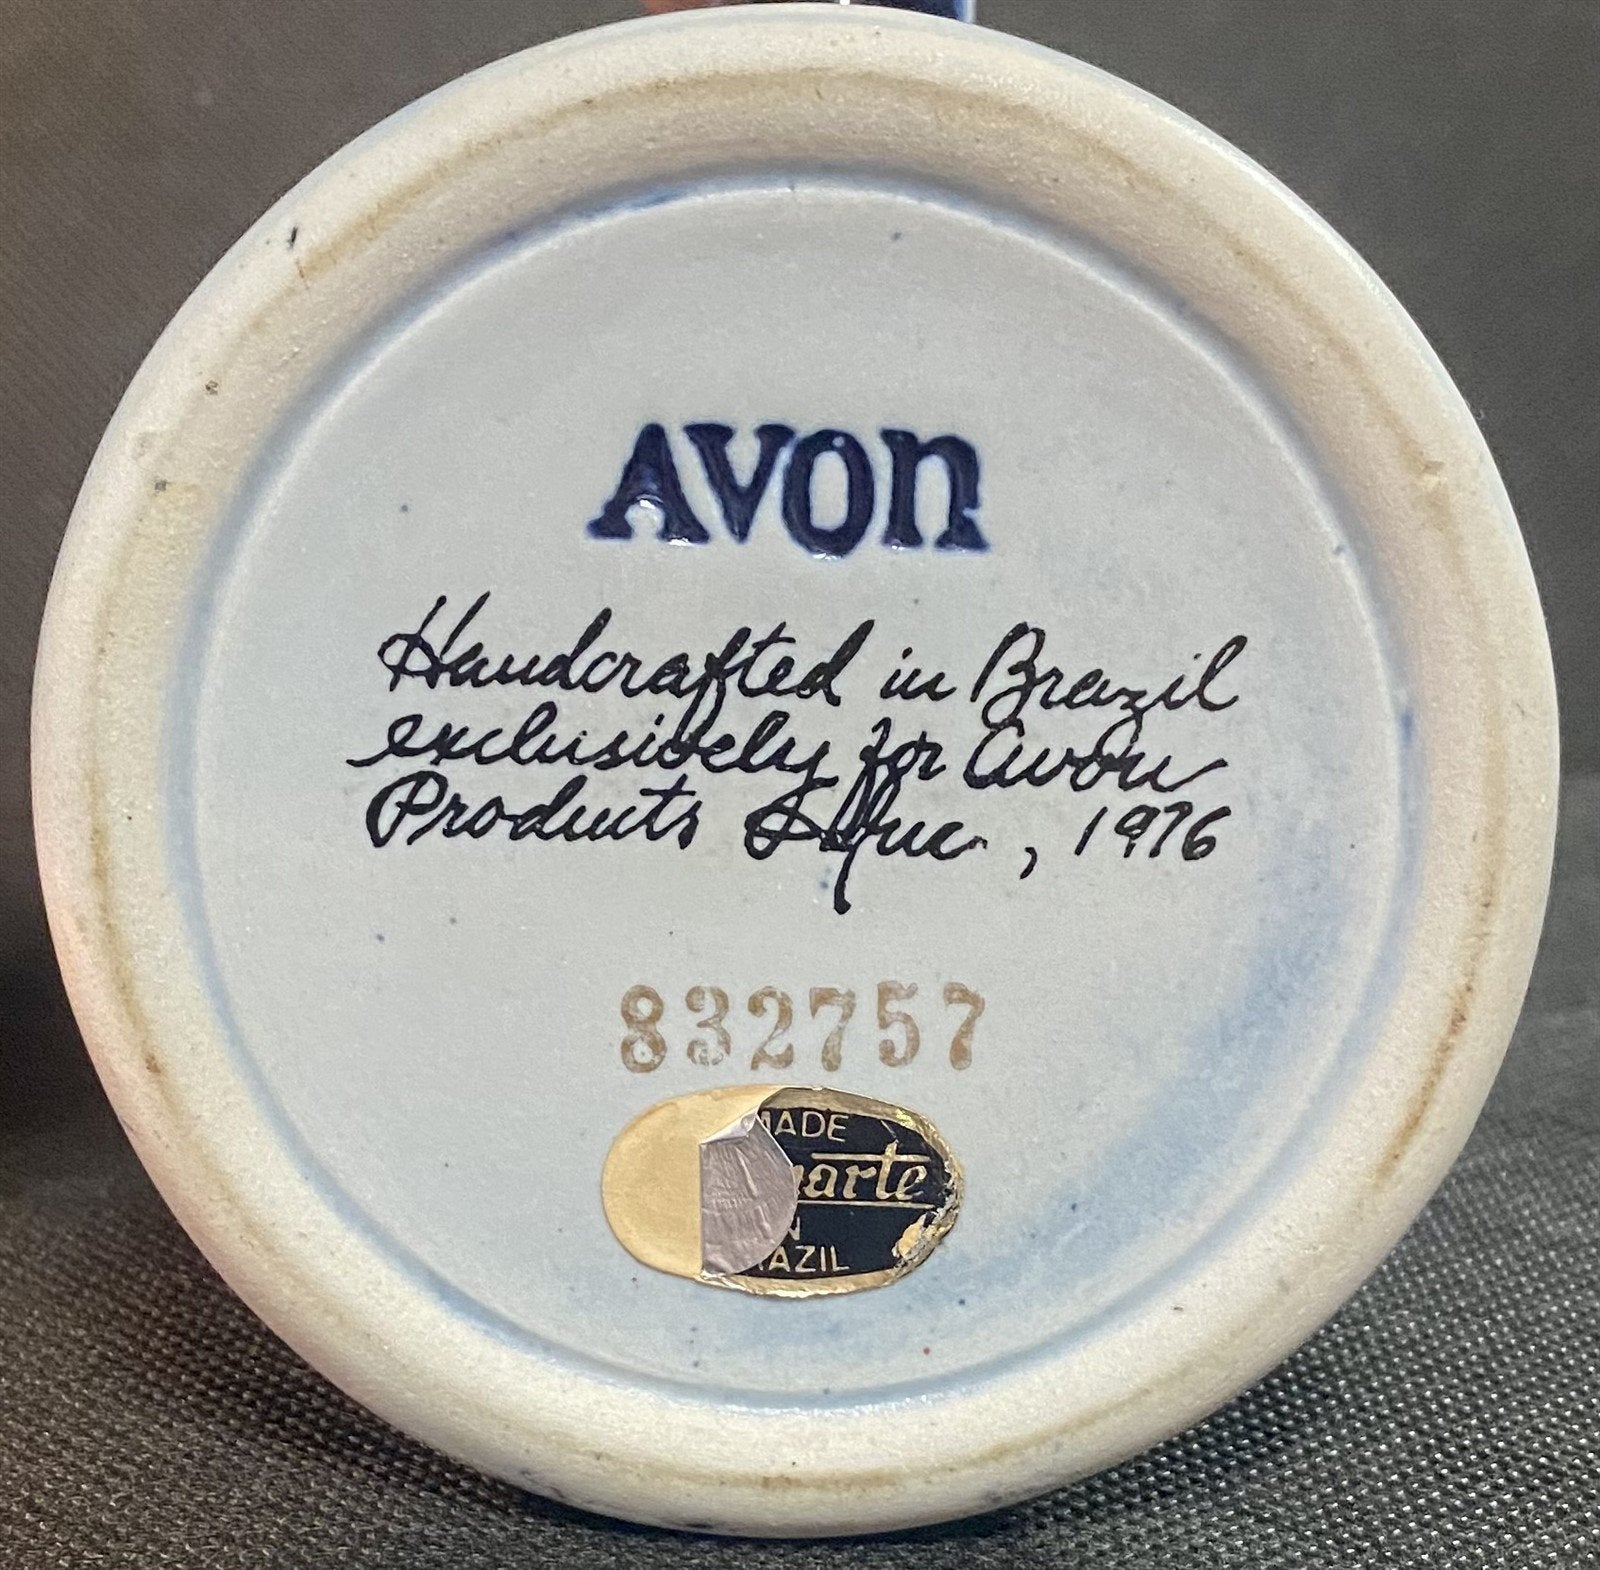 AVON
Handcrafted in Brazil
exclusively for Avon
Products Inc., 1976
832757
MADE
IN
BRAZIL